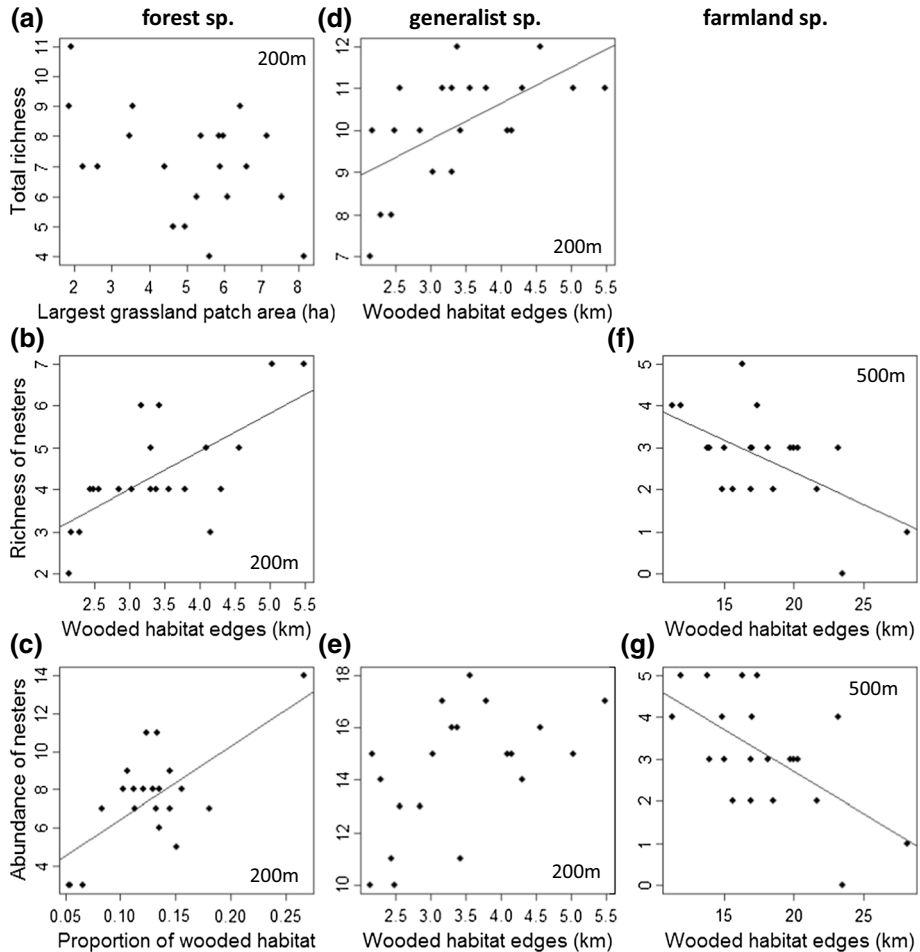 (a) forest sp. (d) generalist sp. farmland sp.
Total richness
11
10
9
8
7
6
5
4
200m
2 3 4 5 6 7 8
Largest grassland patch area (ha)
12
11
10
9
8
7
200m
2.5 3.0 3.5 4.0 4.5 5.0 5.5
Wooded habitat edges (km)
(b)
Richness of nesters
7
6
5
4
3
2
200m
2.5 3.0 3.5 4.0 4.5 5.0 5.5
Wooded habitat edges (km)
(f)
5
4
3
2
1
0
500m
15 20 25
Wooded habitat edges (km)
(c)
Abundance of nesters
14
12
10
8
6
4
200m
0.05 0.10 0.15 0.20 0.25
Proportion of wooded habitat
(e)
18
16
14
12
10
200m
2.5 3.0 3.5 4.0 4.5 5.0 5.5
Wooded habitat edges (km)
(g)
5
4
3
2
1
0
500m
15 20 25
Wooded habitat edges (km)